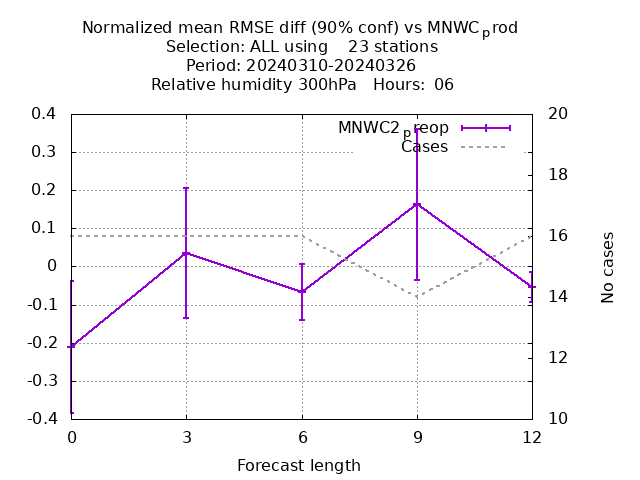 Normalized mean RMSE diff (90% conf) vs MNWCprod
Selection: ALL using    23 stations
Period: 20240310-20240326
Relative humidity 300hPa   Hours:  06
0.4
0.3
0.2
0.1
0
-0.1
-0.2
-0.3
-0.4
MNWC2preop
Cases
20
18
16
14
12
10
No cases
0 3 6 9 12
Forecast length